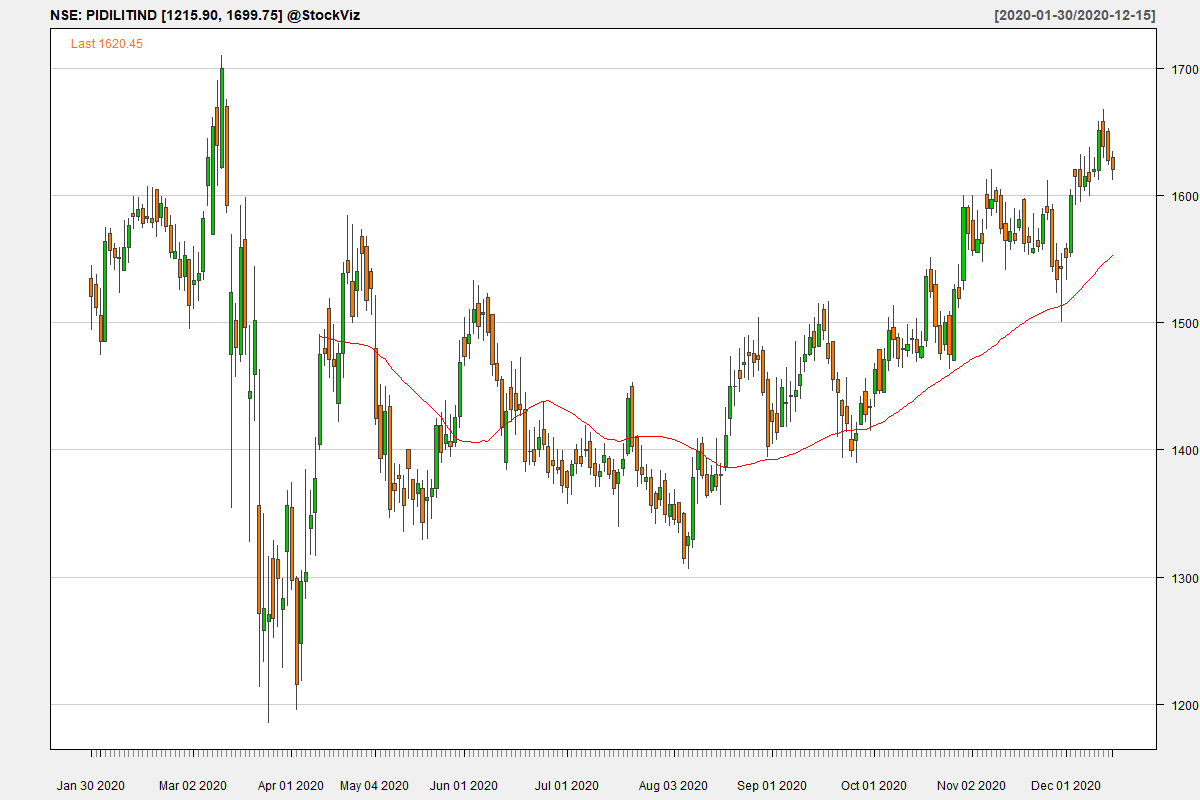 NSE: PIDILITIND [1215.90, 1699.75] @StockViz
[2020-01-30/2020-12-15]
Last 1620.45
1700
1600
1500
1400
1300
1200
Jan 30 2020
Mar 02 2020
Apr 01 2020
May 04 2020
Jun 01 2020
Jul 01 2020
Aug 03 2020
Sep 01 2020
Oct 01 2020
Nov 02 2020
Dec 01 2020